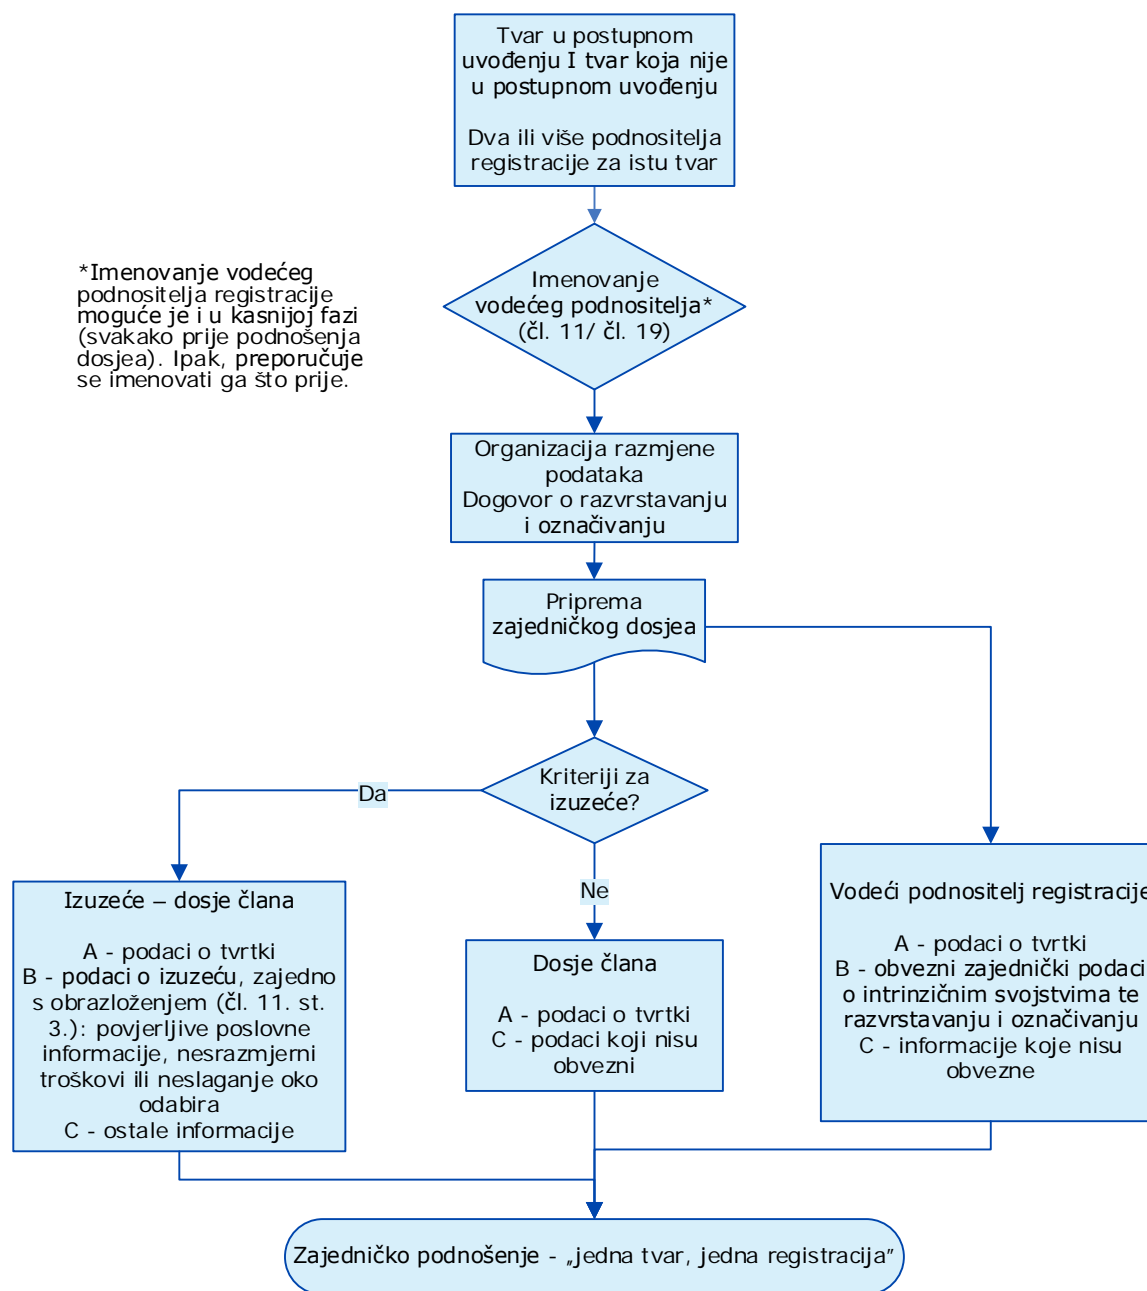 Tvar u postupnom
uvođenju I tvar koja nije
u postupnom uvođenju
Dva ili više podnositelja
registracije za istu tvar
*Imenovanje vodećeg
podnositelja registracije
moguće je i u kasnijoj fazi
(svakako prije podnošenja
dosjea). Ipak, preporučuje
se imenovati ga što prije.
Imenovanje
vodećeg podnositelja*
(čl. 11/ čl. 19)
Organizacija razmjene
podataka
Dogovor o razvrstavanju
i označivanju
Priprema
zajedničkog dosjea
Kriteriji za
izuzeće?
Da
Ne
Izuzeće – dosje člana
A - podaci o tvrtki
B - podaci o izuzeću, zajedno
s obrazloženjem (čl. 11. st.
3.): povjerljive poslovne
informacije, nesrazmjerni
troškovi ili neslaganje oko
odabira
C - ostale informacije
Dosje člana
A - podaci o tvrtki
C - podaci koji nisu
obvezni
Vodeći podnositelj registracije
A - podaci o tvrtki
B - obvezni zajednički podaci
o intrinzičnim svojstvima te
razvrstavanju i označivanju
C - informacije koje nisu
obvezne
Zajedničko podnošenje - „jedna tvar, jedna registracija”